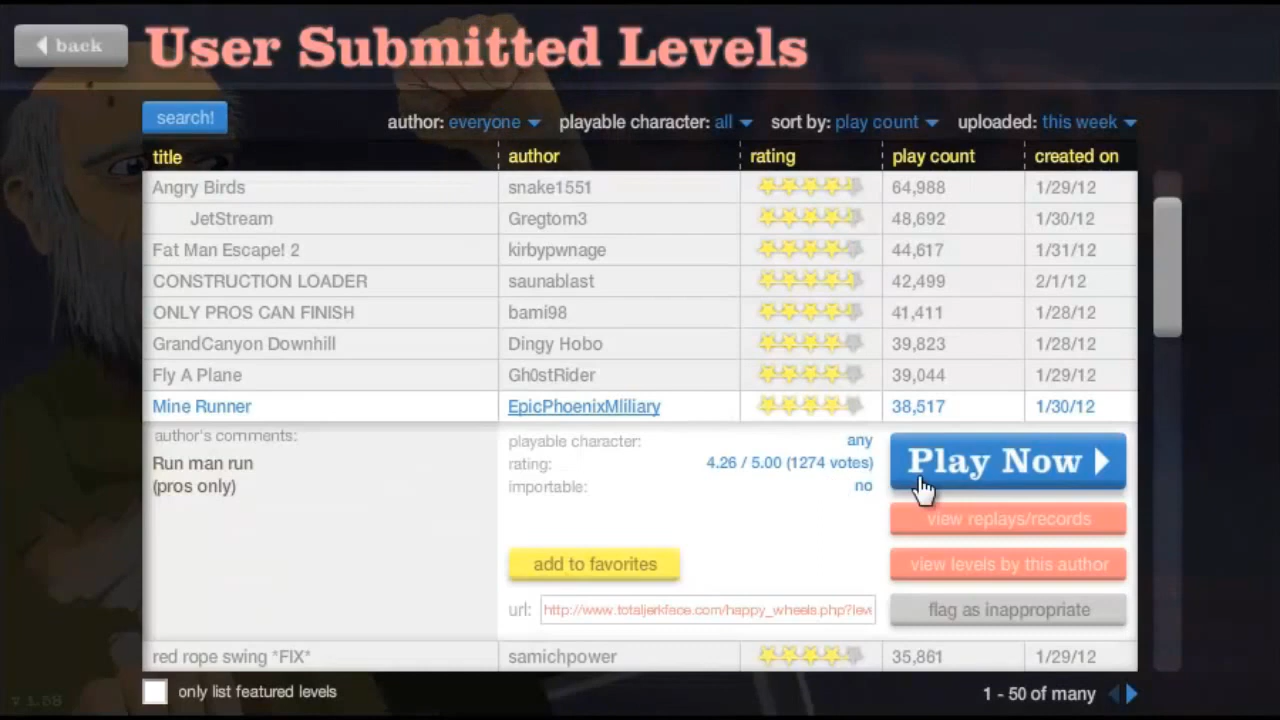 back
User Submitted Levels
search!
author: everyone playable character: all sort by: play count uploaded: this week
title author rating play count created on
Angry Birds snake1551 64,988 1/29/12
JetStream Gregtom3 48,692 1/30/12
Fat Man Escape! 2 kirbypwnage 44,617 1/31/12
CONSTRUCTION LOADER saunablast 42,499 2/1/12
ONLY PROS CAN FINISH bami98 41,411 1/28/12
GrandCanyon Downhill Dingy Hobo 39,823 1/28/12
Fly A Plane Gh0stRider 39,044 1/29/12
Mine Runner EpicPhoenixMliliary 38,517 1/30/12
author's comments:
Run man run
(pros only)
playable character: any
rating: 4.26 / 5.00 (1274 votes)
importable: no
add to favorites
url: http://www.totaljerkface.com/happy_wheels.php?leve
Play Now
view replays/records
view levels by this author
flag as inappropriate
red rope swing *FIX* samichpower 35,861 1/29/12
only list featured levels
1 - 50 of many
v 1.58